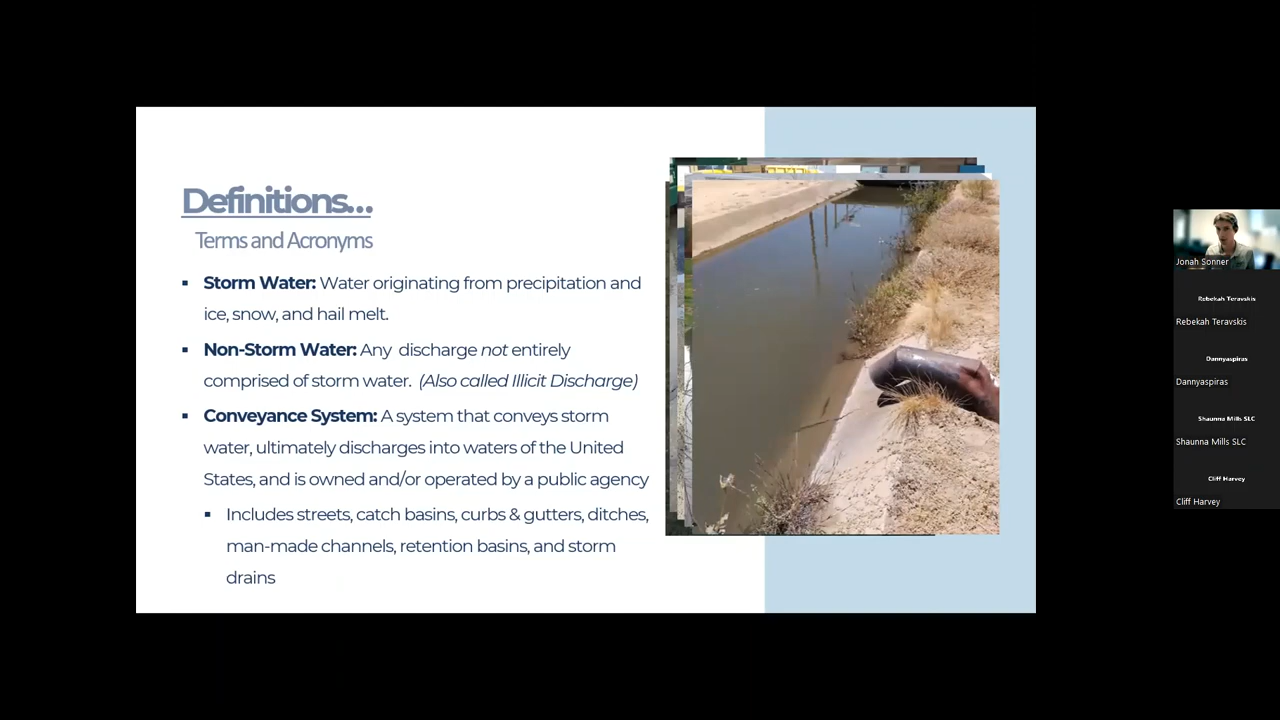 Definitions...
Terms and Acronyms
▪ Storm Water: Water originating from precipitation and
ice, snow, and hail melt.
▪ Non-Storm Water: Any discharge not entirely
comprised of storm water. (Also called Illicit Discharge)
▪ Conveyance System: A system that conveys storm
water, ultimately discharges into waters of the United
States, and is owned and/or operated by a public agency
▪ Includes streets, catch basins, curbs & gutters, ditches,
man-made channels, retention basins, and storm
drains
Jonah Sonner
Rebekah Teravskis
Rebekah Teravskis
Dannyaspiras
Dannyaspiras
Shaunna Mills SLC
Shaunna Mills SLC
Cliff Harvey
Cliff Harvey